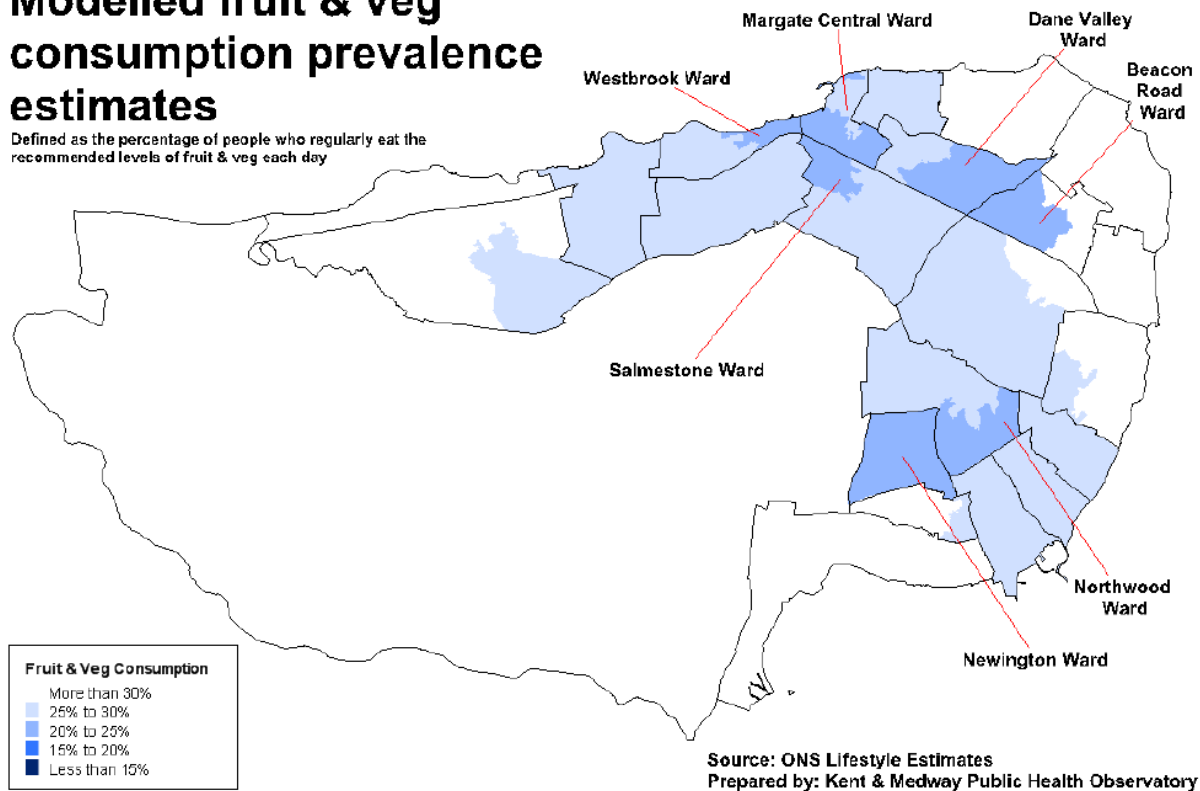 Modelled fruit & veg
consumption prevalence
estimates
Defined as the percentage of people who regularly eat the
recommended levels of fruit & veg each day
Margate Central Ward
Dane Valley
Ward
Westbrook Ward
Beacon
Road
Ward
Salmestone Ward
Northwood
Ward
Newington Ward
Fruit & Veg Consumption
More than 30%
25% to 30%
20% to 25%
15% to 20%
Less than 15%
Source: ONS Lifestyle Estimates
Prepared by: Kent & Medway Public Health Observatory